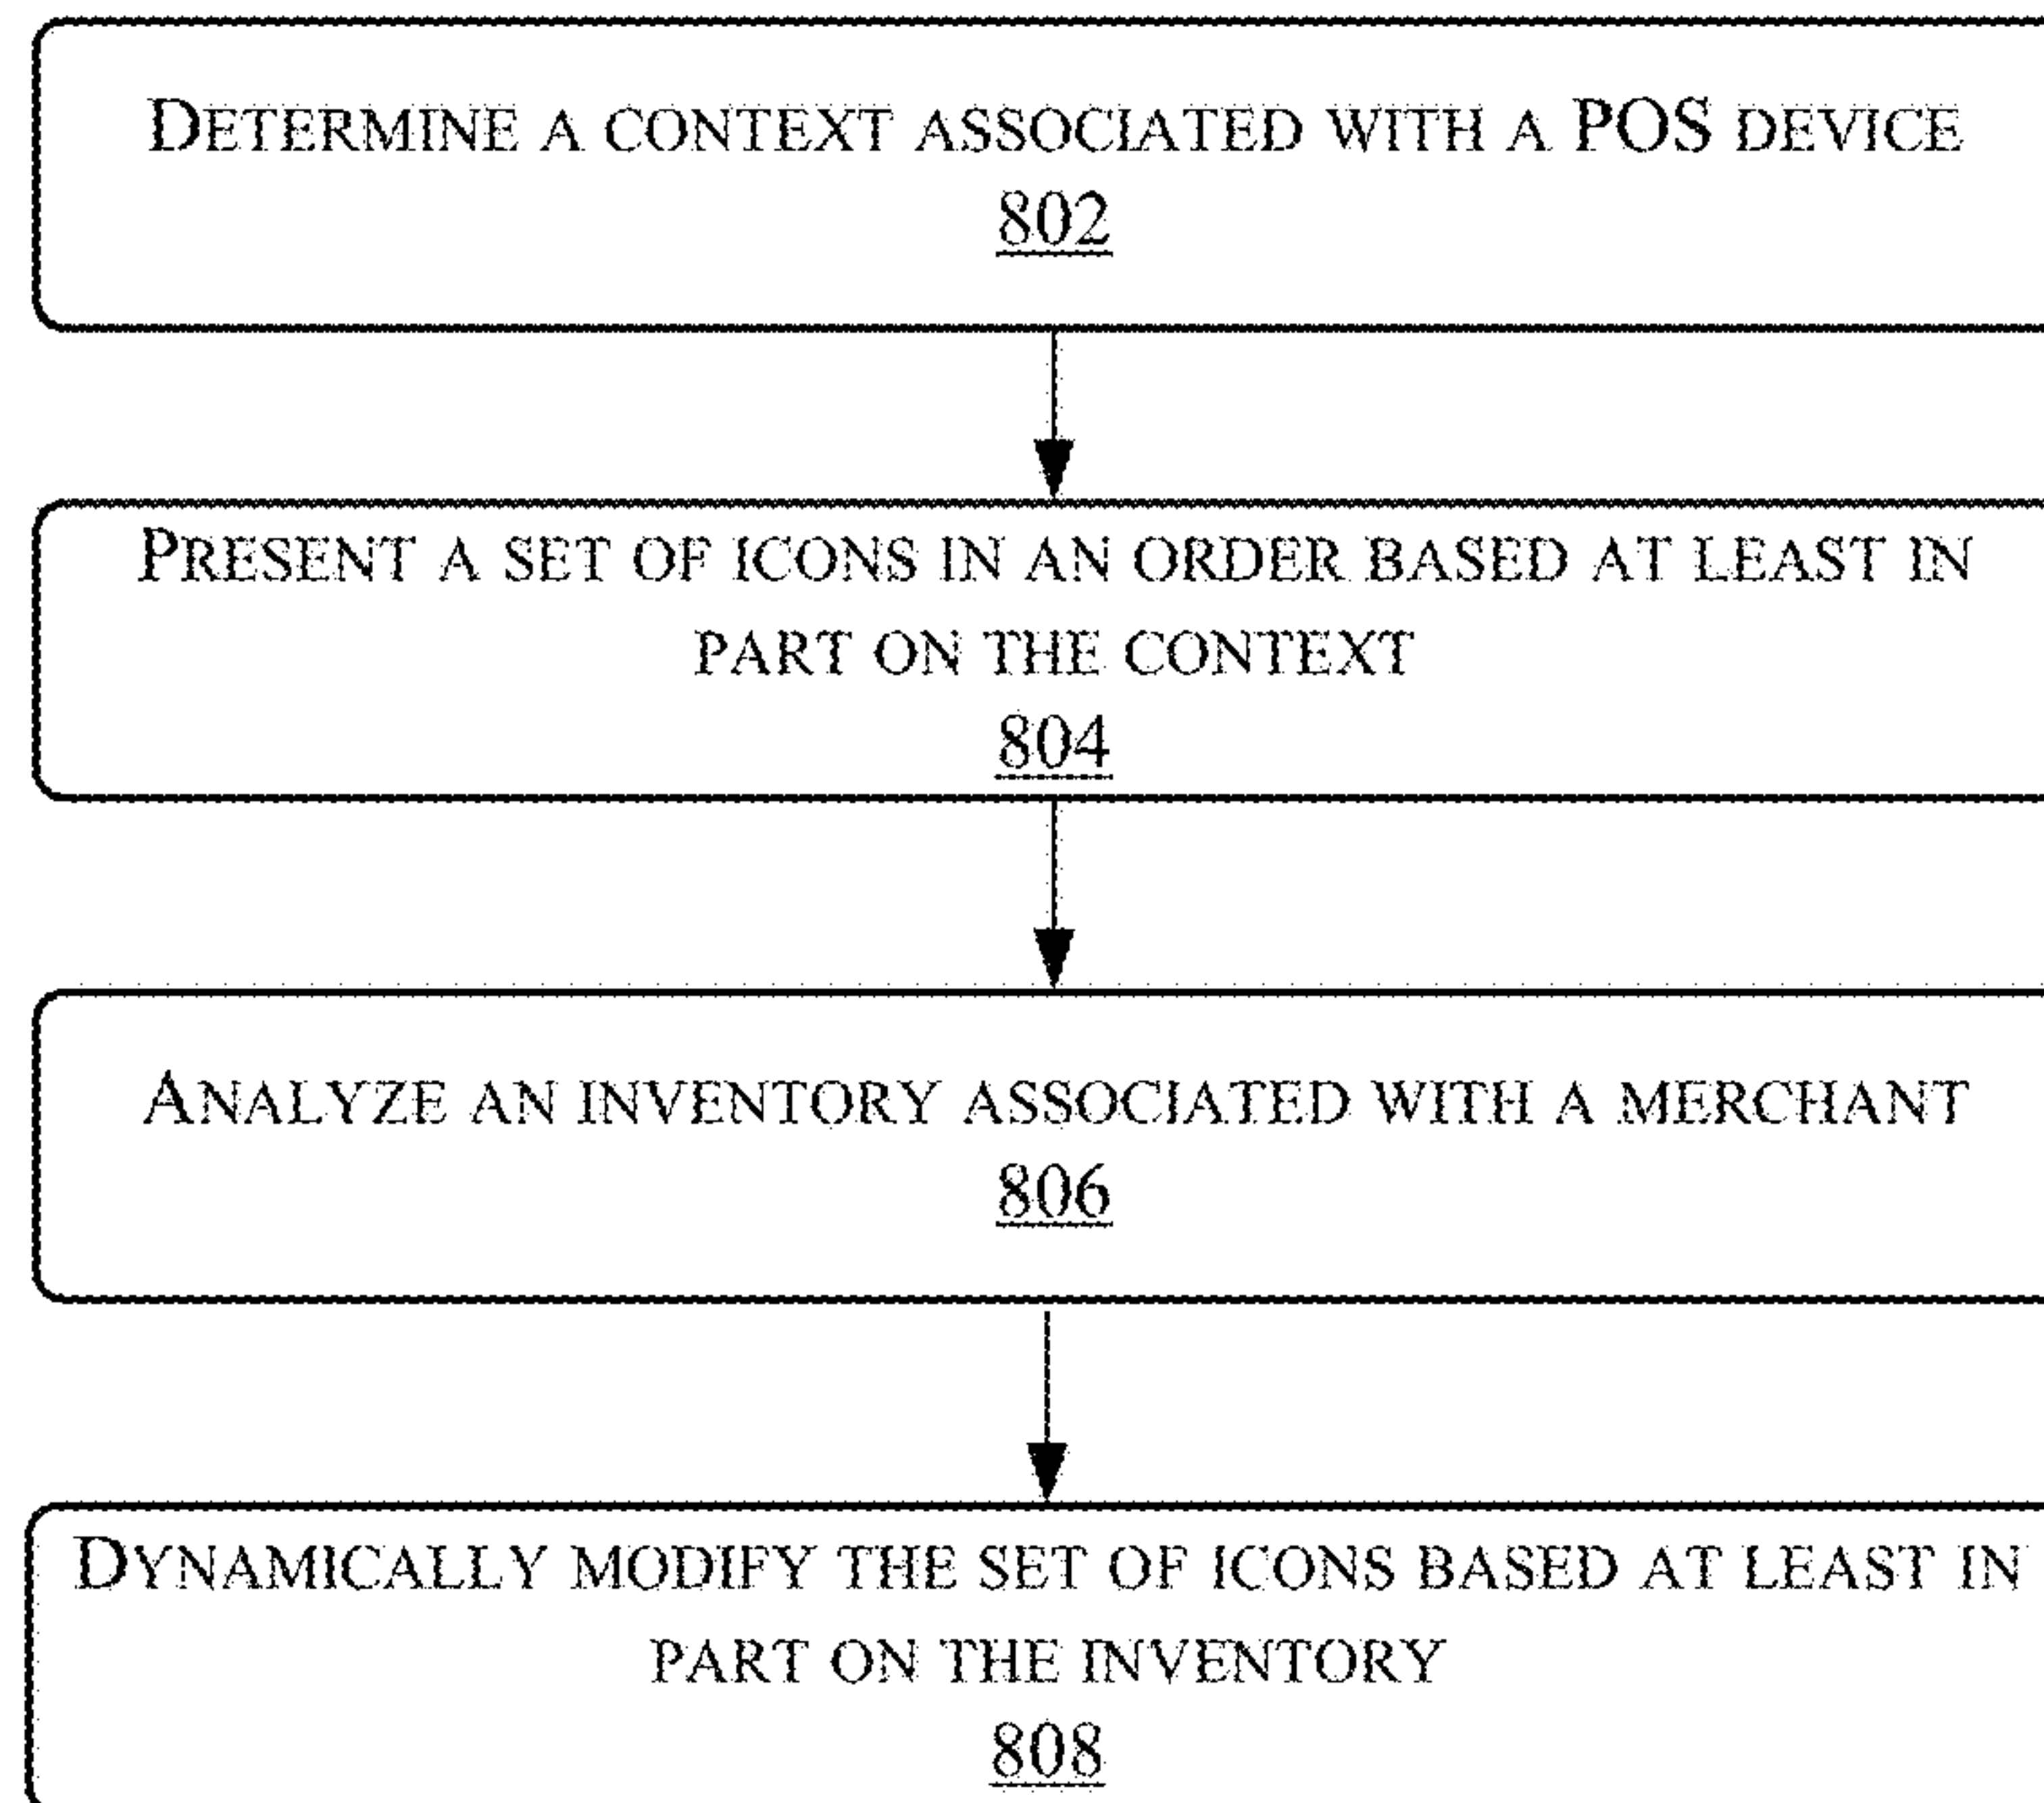 DETERMINE A CONTEXT ASSOCIATED WITH A POS DEVICE
802
PRESENT A SET OF ICONS IN AN ORDER BASED AT LEAST IN
PART ON THE CONTEXT
804
ANALYZE AN INVENTORY ASSOCIATED WITH A MERCHANT
806
DYNAMICALLY MODIFY THE SET OF ICONS BASED AT LEAST IN
PART ON THE INVENTORY
808